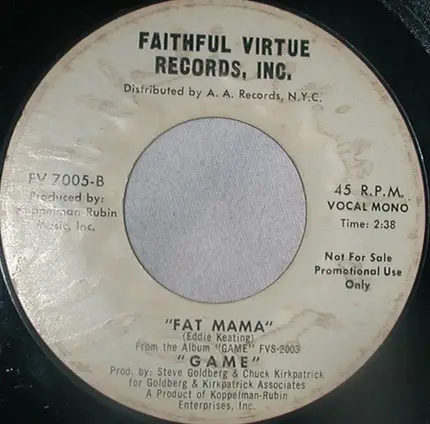 FAITHFUL VIRTUE
RECORDS, INC.
Distributed by A. A. Records, N.Y.C.
FV 7005-B
Produced by:
Koppelman-Rubin
Music, Inc.
45 R.P.M.
VOCAL MONO
Time: 2:38
Not For Sale
Promotional Use
Only
"FAT MAMA"
(Eddie Keating)
From the Album "GAME" FVS-2003
"GAME"
Prod. by: Steve Goldberg & Chuck Kirkpatrick
for Goldberg & Kirkpatrick Associates
A Product of Koppelman-Rubin
Enterprises, Inc.